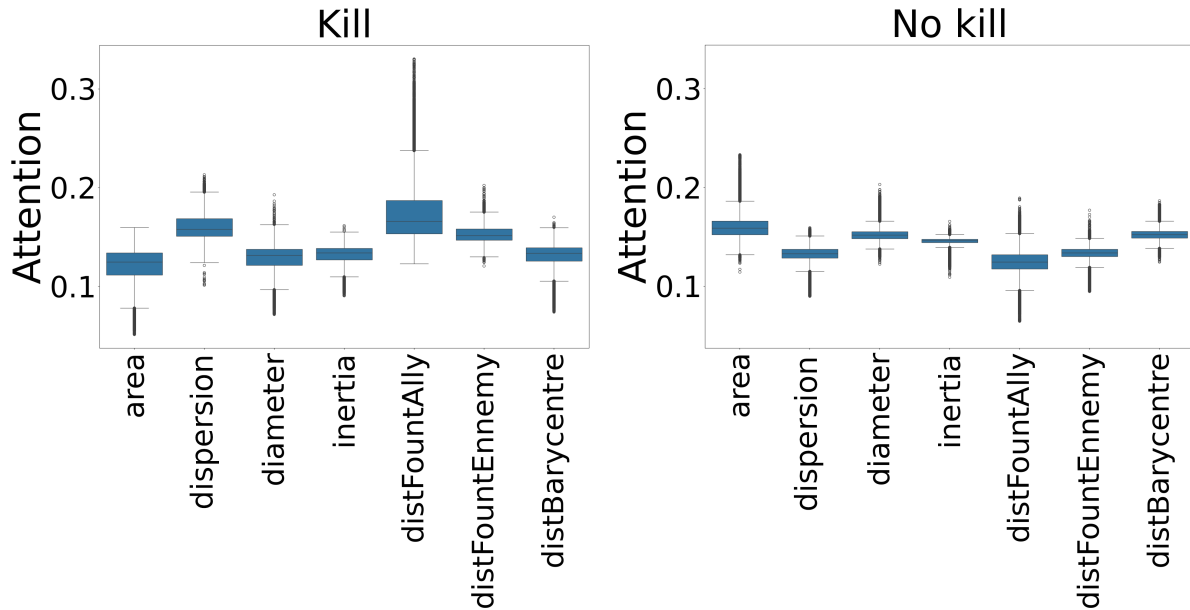 Kill
Attention
0.3
0.2
0.1
area
dispersion
diameter
inertia
distFountAlly
distFountEnnemy
distBarycentre
No kill
Attention
0.3
0.2
0.1
area
dispersion
diameter
inertia
distFountAlly
distFountEnnemy
distBarycentre